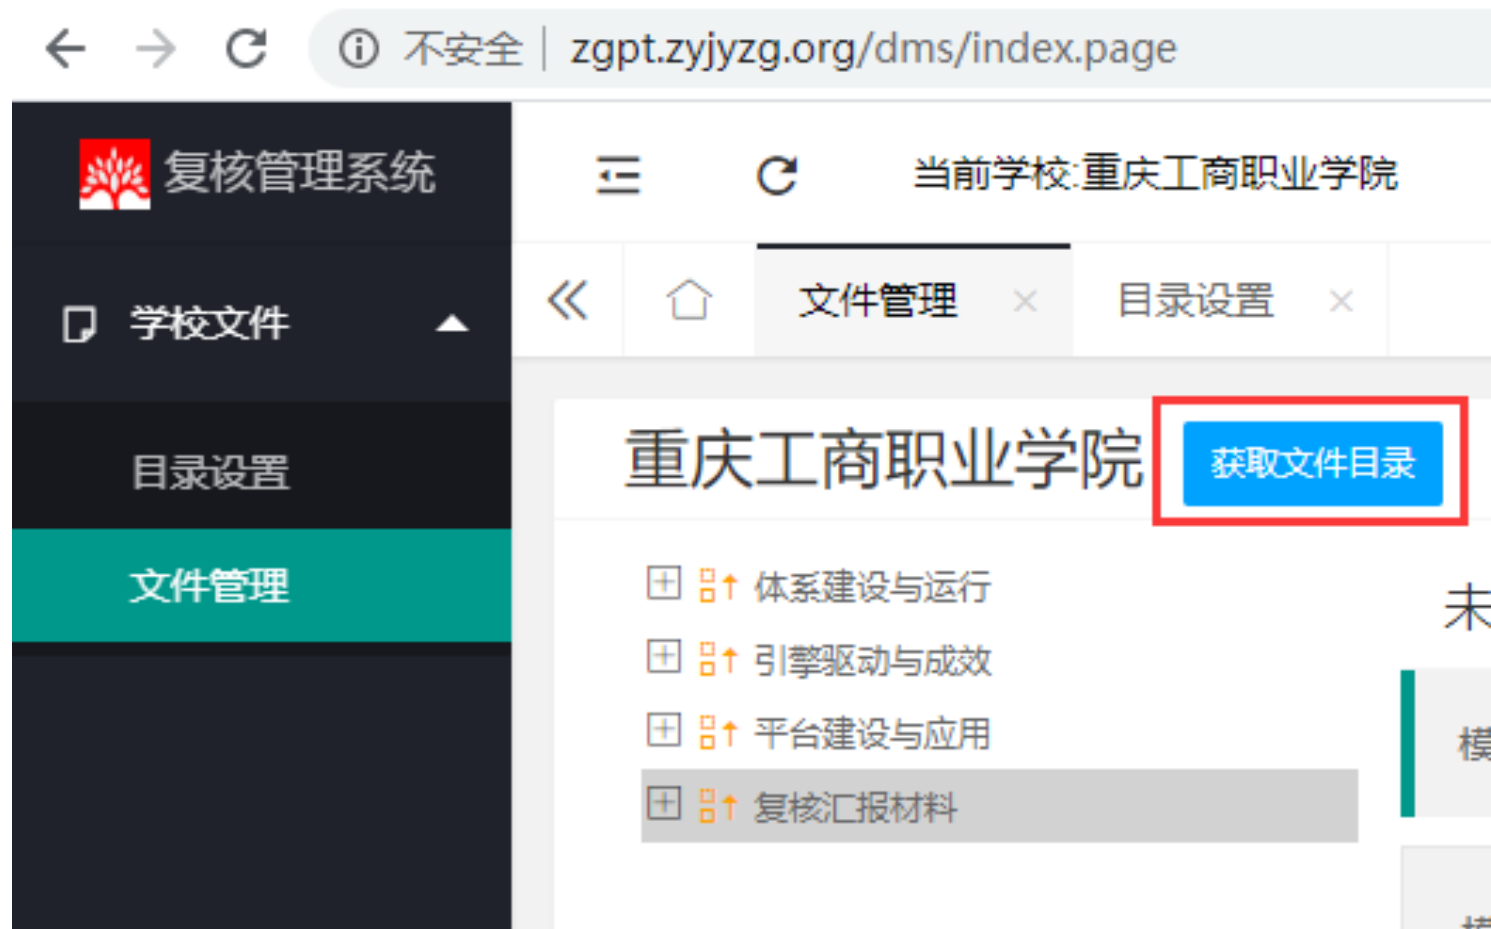 不安全 | zgpt.zyjyzg.org/dms/index.page
复核管理系统
当前学校:重庆工商职业学院
学校文件
文件管理 × 目录设置 ×
目录设置
文件管理
重庆工商职业学院
获取文件目录
体系建设与运行
引擎驱动与成效
平台建设与应用
复核汇报材料
未
模